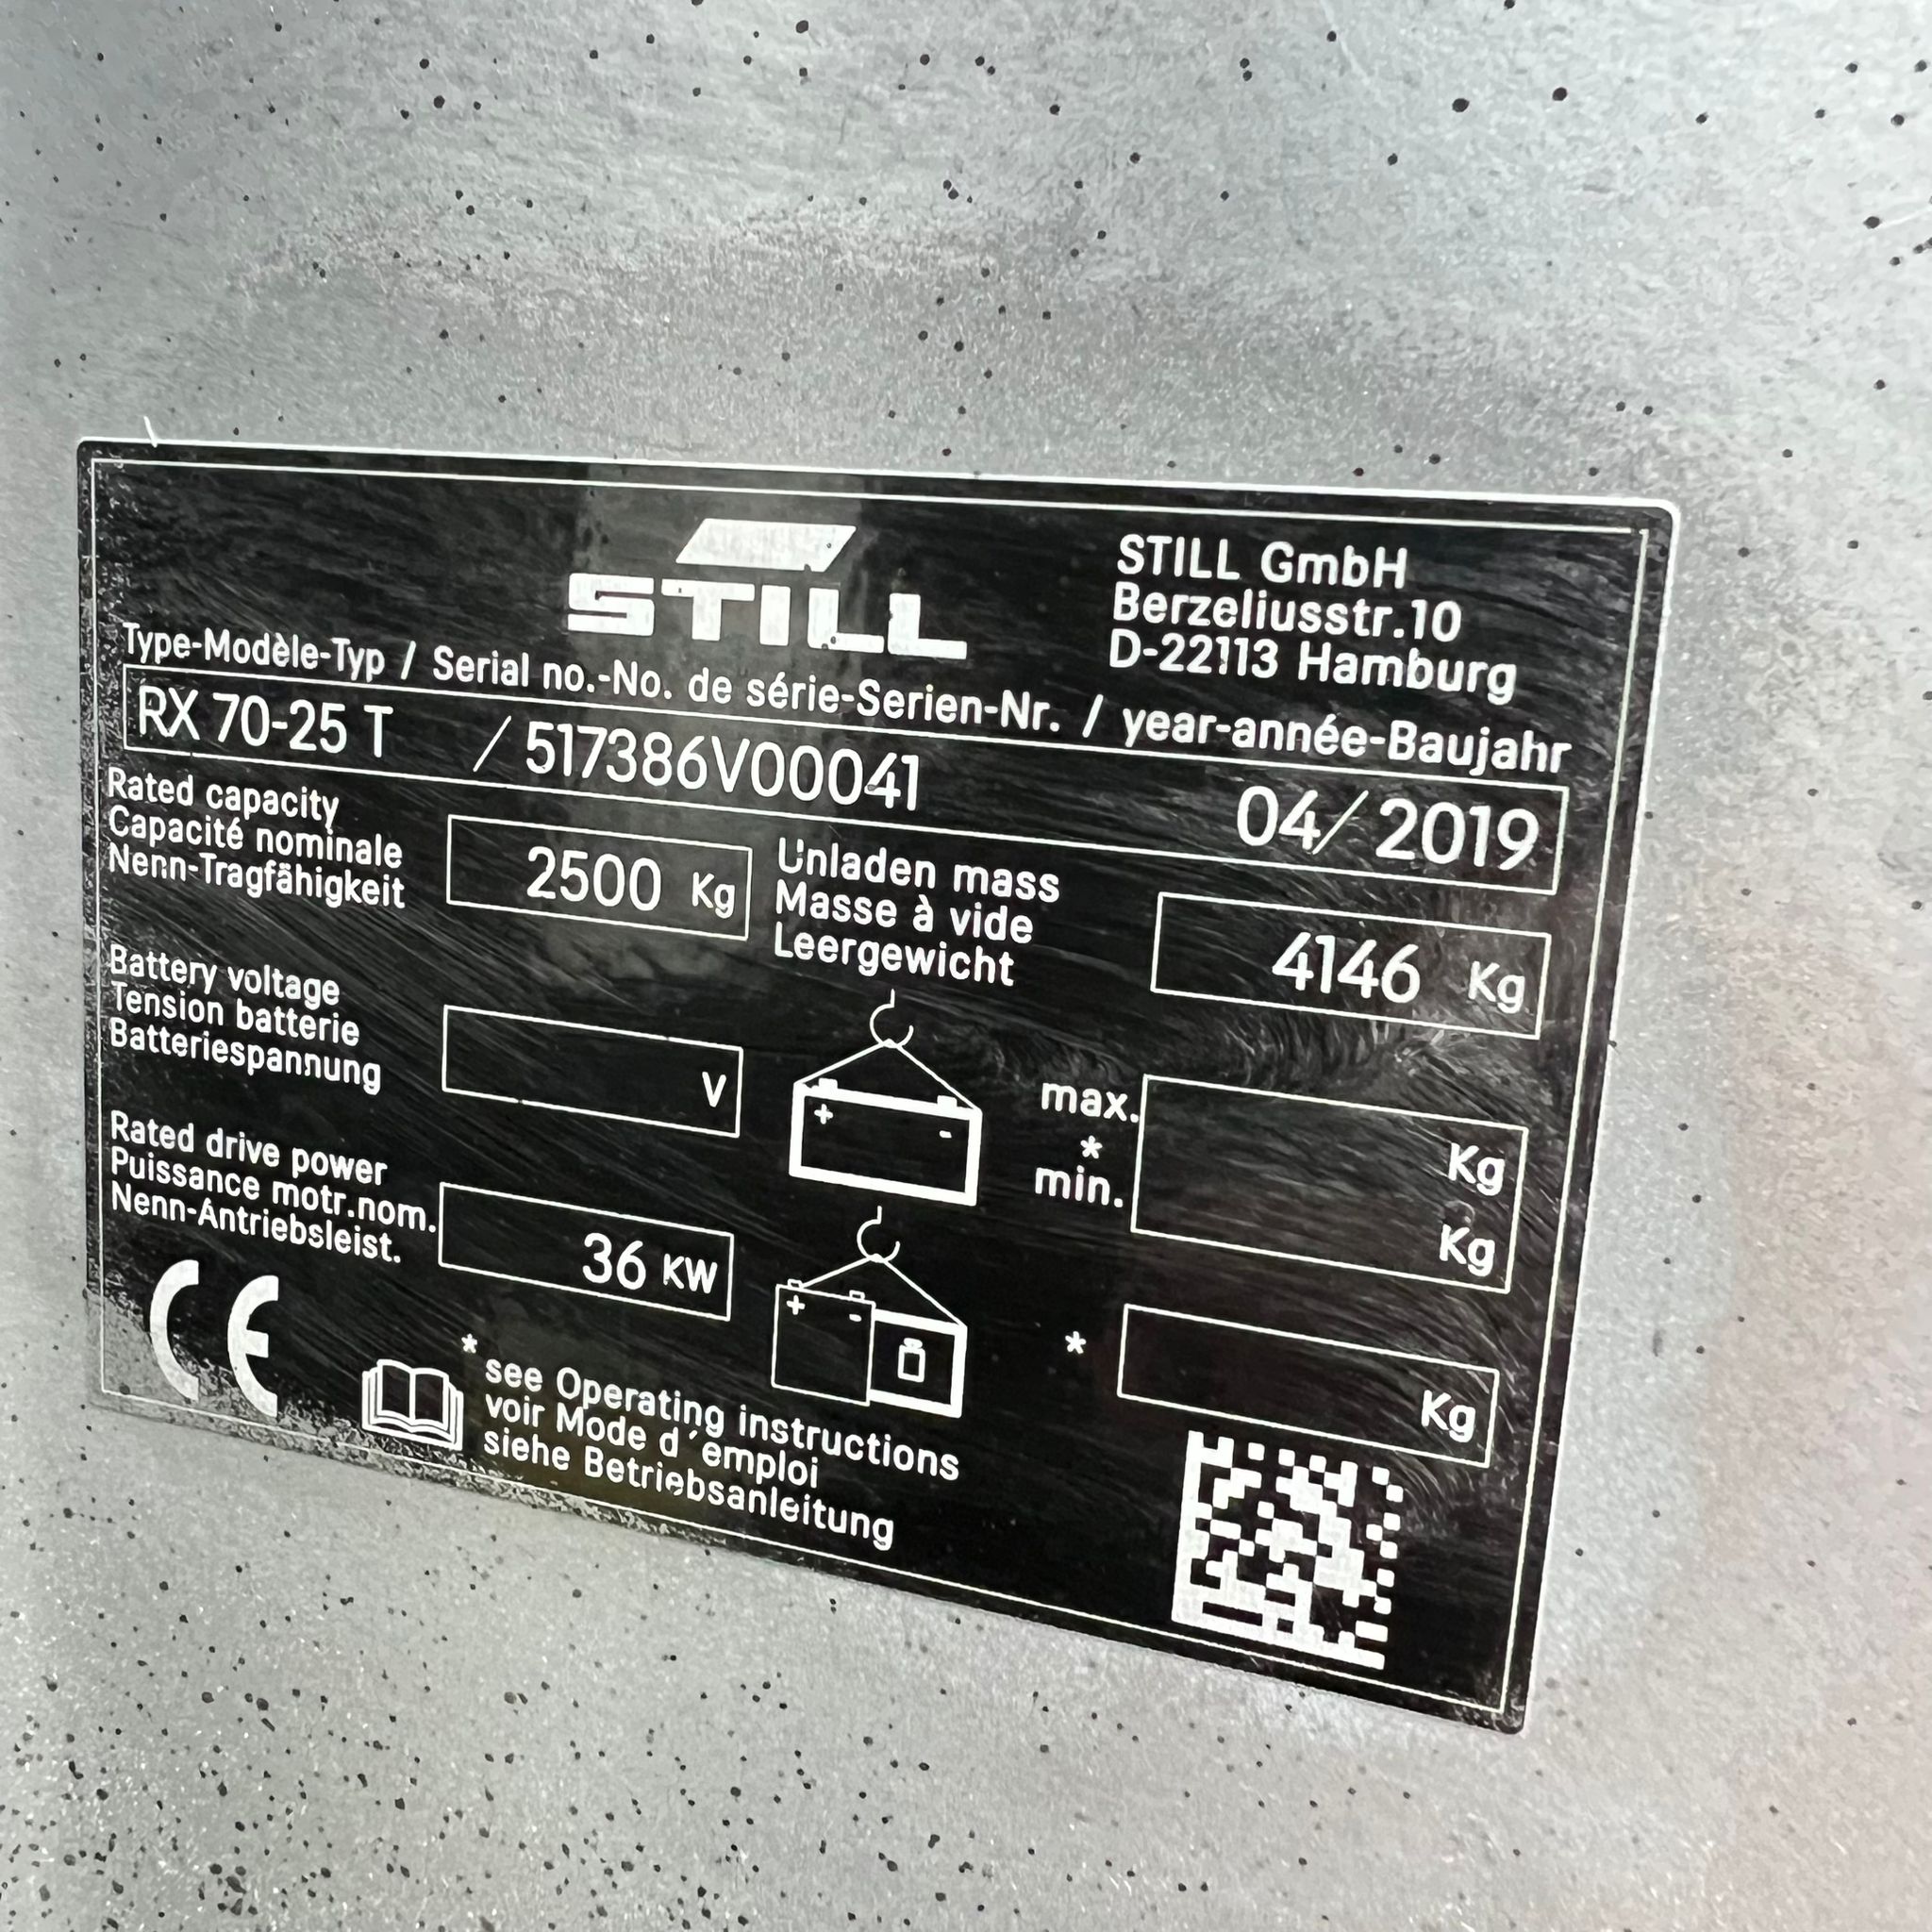 STILL
STILL GmbH
Berzeliusstr.10
D-22113 Hamburg
Type-Modèle-Typ / Serial no.-No. de série-Serien-Nr. / year-année-Baujahr
RX 70-25 T / 517386V00041 04/2019
Rated capacity
Capacité nominale
Nenn-Tragfähigkeit
2500 Kg
Unladen mass
Masse à vide
Leergewicht
4146 Kg
Battery voltage
Tension batterie
Batteriespannung
V
+ -
max.
*
min.
Kg
Kg
Rated drive power
Puissance motr.nom.
Nenn-Antriebsleist.
36 KW
+ -
*
Kg
CE
* see Operating instructions
voir Mode d´emploi
siehe Betriebsanleitung